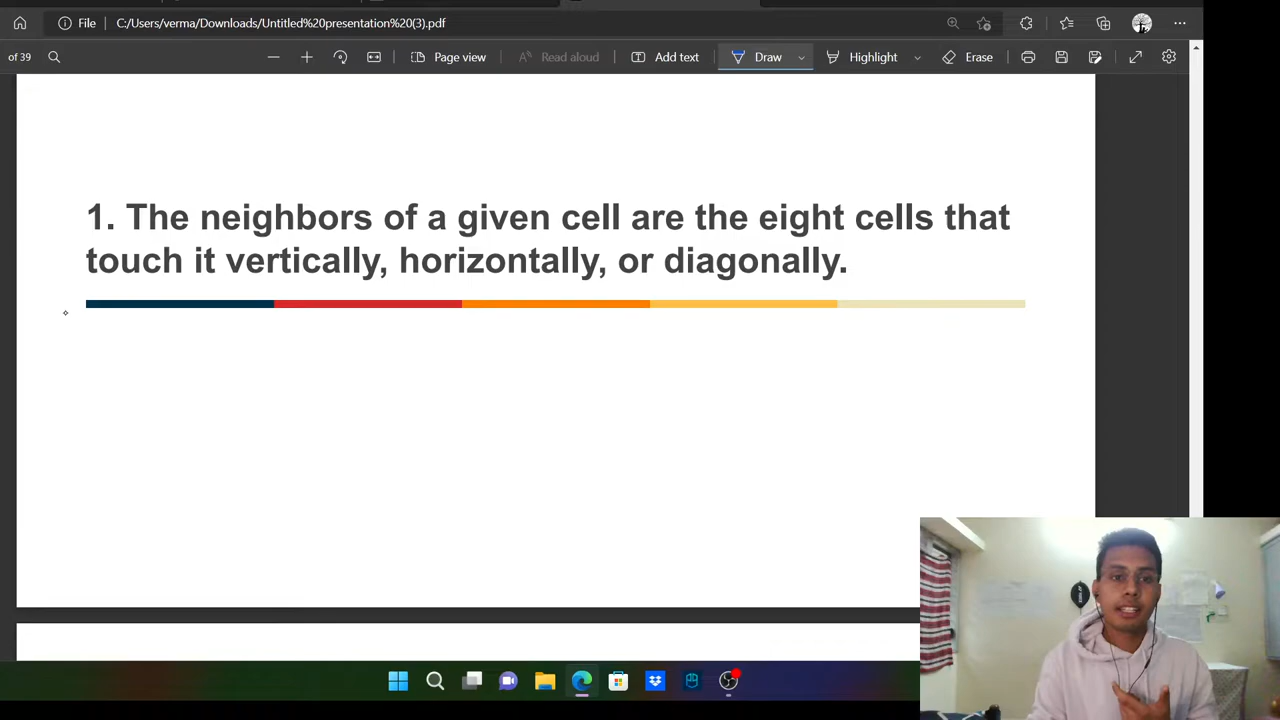 File C:/Users/verma/Downloads/Untitled%20presentation%20(3).pdf
of 39 Page view Read aloud Add text Draw Highlight Erase
1. The neighbors of a given cell are the eight cells that
touch it vertically, horizontally, or diagonally.